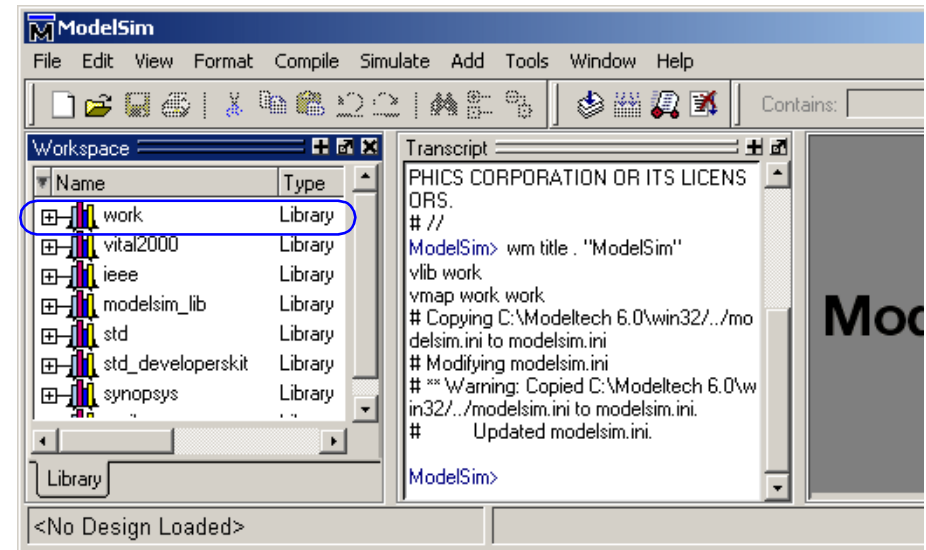 ModelSim
File Edit View Format Compile Simulate Add Tools Window Help
Contains:
Workspace
Name Type
work Library
vital2000 Library
ieee Library
modelsim_lib Library
std Library
std_developerskit Library
synopsys Library
Library
Transcript
PHICS CORPORATION OR ITS LICENS
ORS.
# //
ModelSim> wm title . "ModelSim"
vlib work
vmap work work
# Copying C:\Modeltech 6.0\win32/../mo
delsim.ini to modelsim.ini
# Modifying modelsim.ini
# ** Warning: Copied C:\Modeltech 6.0\w
in32/../modelsim.ini to modelsim.ini.
# Updated modelsim.ini.
ModelSim>
Mod
<No Design Loaded>